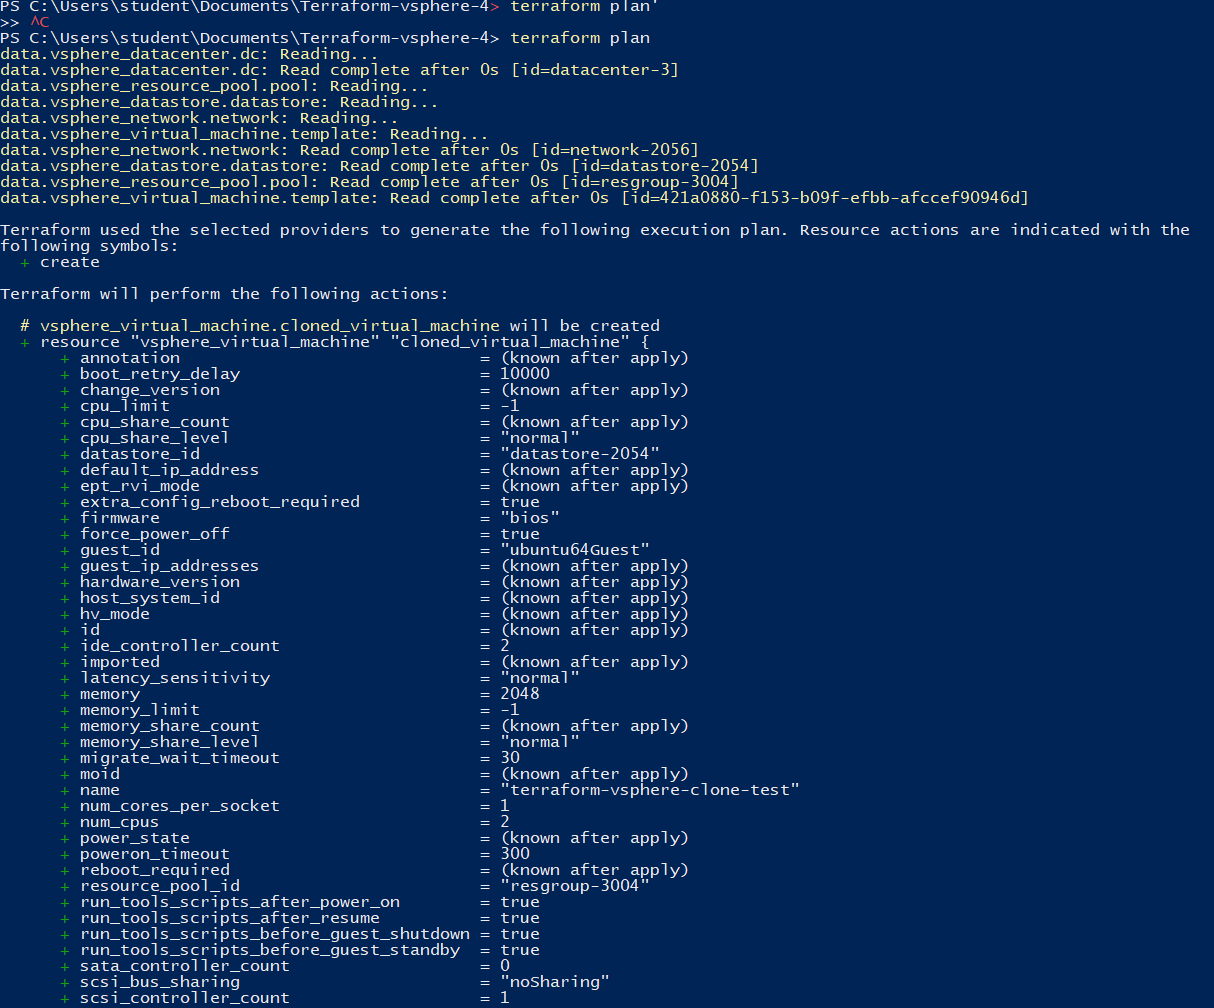 PS C:\Users\student\Documents\Terraform-vsphere-4> terraform plan'
>> ^C
PS C:\Users\student\Documents\Terraform-vsphere-4> terraform plan
data.vsphere_datacenter.dc: Reading...
data.vsphere_datacenter.dc: Read complete after 0s [id=datacenter-3]
data.vsphere_resource_pool.pool: Reading...
data.vsphere_datastore.datastore: Reading...
data.vsphere_network.network: Reading...
data.vsphere_virtual_machine.template: Reading...
data.vsphere_network.network: Read complete after 0s [id=network-2056]
data.vsphere_datastore.datastore: Read complete after 0s [id=datastore-2054]
data.vsphere_resource_pool.pool: Read complete after 0s [id=resgroup-3004]
data.vsphere_virtual_machine.template: Read complete after 0s [id=421a0880-f153-b09f-efbb-afccef90946d]
Terraform used the selected providers to generate the following execution plan. Resource actions are indicated with the
following symbols:
+ create
Terraform will perform the following actions:
# vsphere_virtual_machine.cloned_virtual_machine will be created
+ resource "vsphere_virtual_machine" "cloned_virtual_machine" {
+ annotation = (known after apply)
+ boot_retry_delay = 10000
+ change_version = (known after apply)
+ cpu_limit = -1
+ cpu_share_count = (known after apply)
+ cpu_share_level = "normal"
+ datastore_id = "datastore-2054"
+ default_ip_address = (known after apply)
+ ept_rvi_mode = (known after apply)
+ extra_config_reboot_required = true
+ firmware = "bios"
+ force_power_off = true
+ guest_id = "ubuntu64Guest"
+ guest_ip_addresses = (known after apply)
+ hardware_version = (known after apply)
+ host_system_id = (known after apply)
+ hv_mode = (known after apply)
+ id = (known after apply)
+ ide_controller_count = 2
+ imported = (known after apply)
+ latency_sensitivity = "normal"
+ memory = 2048
+ memory_limit = -1
+ memory_share_count = (known after apply)
+ memory_share_level = "normal"
+ migrate_wait_timeout = 30
+ moid = (known after apply)
+ name = "terraform-vsphere-clone-test"
+ num_cores_per_socket = 1
+ num_cpus = 2
+ power_state = (known after apply)
+ poweron_timeout = 300
+ reboot_required = (known after apply)
+ resource_pool_id = "resgroup-3004"
+ run_tools_scripts_after_power_on = true
+ run_tools_scripts_after_resume = true
+ run_tools_scripts_before_guest_shutdown = true
+ run_tools_scripts_before_guest_standby = true
+ sata_controller_count = 0
+ scsi_bus_sharing = "noSharing"
+ scsi_controller_count = 1